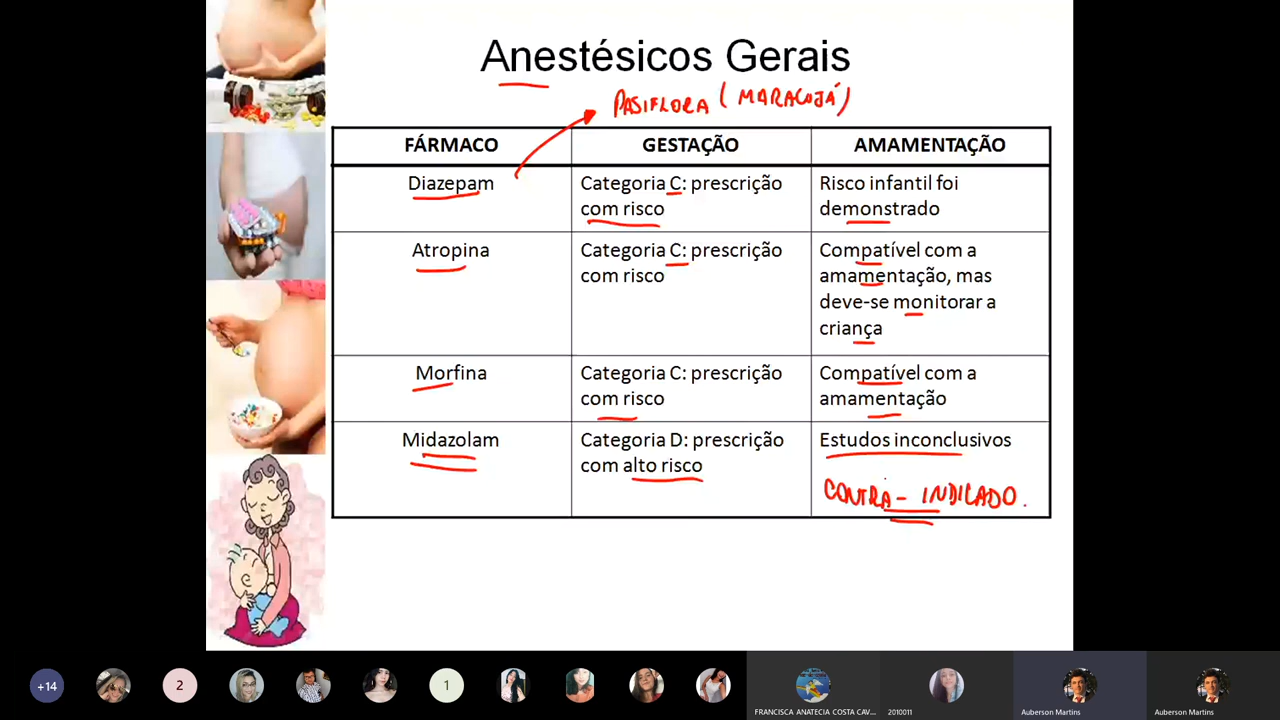 Anestésicos Gerais
PASIFLORA (MARACUJÁ)
FÁRMACO
GESTAÇÃO
AMAMENTAÇÃO
Diazepam
Categoria C: prescrição
com risco
Risco infantil foi
demonstrado
Atropina
Categoria C: prescrição
com risco
Compatível com a
amamentação, mas
deve-se monitorar a
criança
Morfina
Categoria C: prescrição
com risco
Compatível com a
amamentação
Midazolam
Categoria D: prescrição
com alto risco
Estudos inconclusivos
CONTRA-INDICADO.
+14
2
1
FRANCISCA ANATECIA COSTA CAV...
2010011
Auberson Martins
Auberson Martins